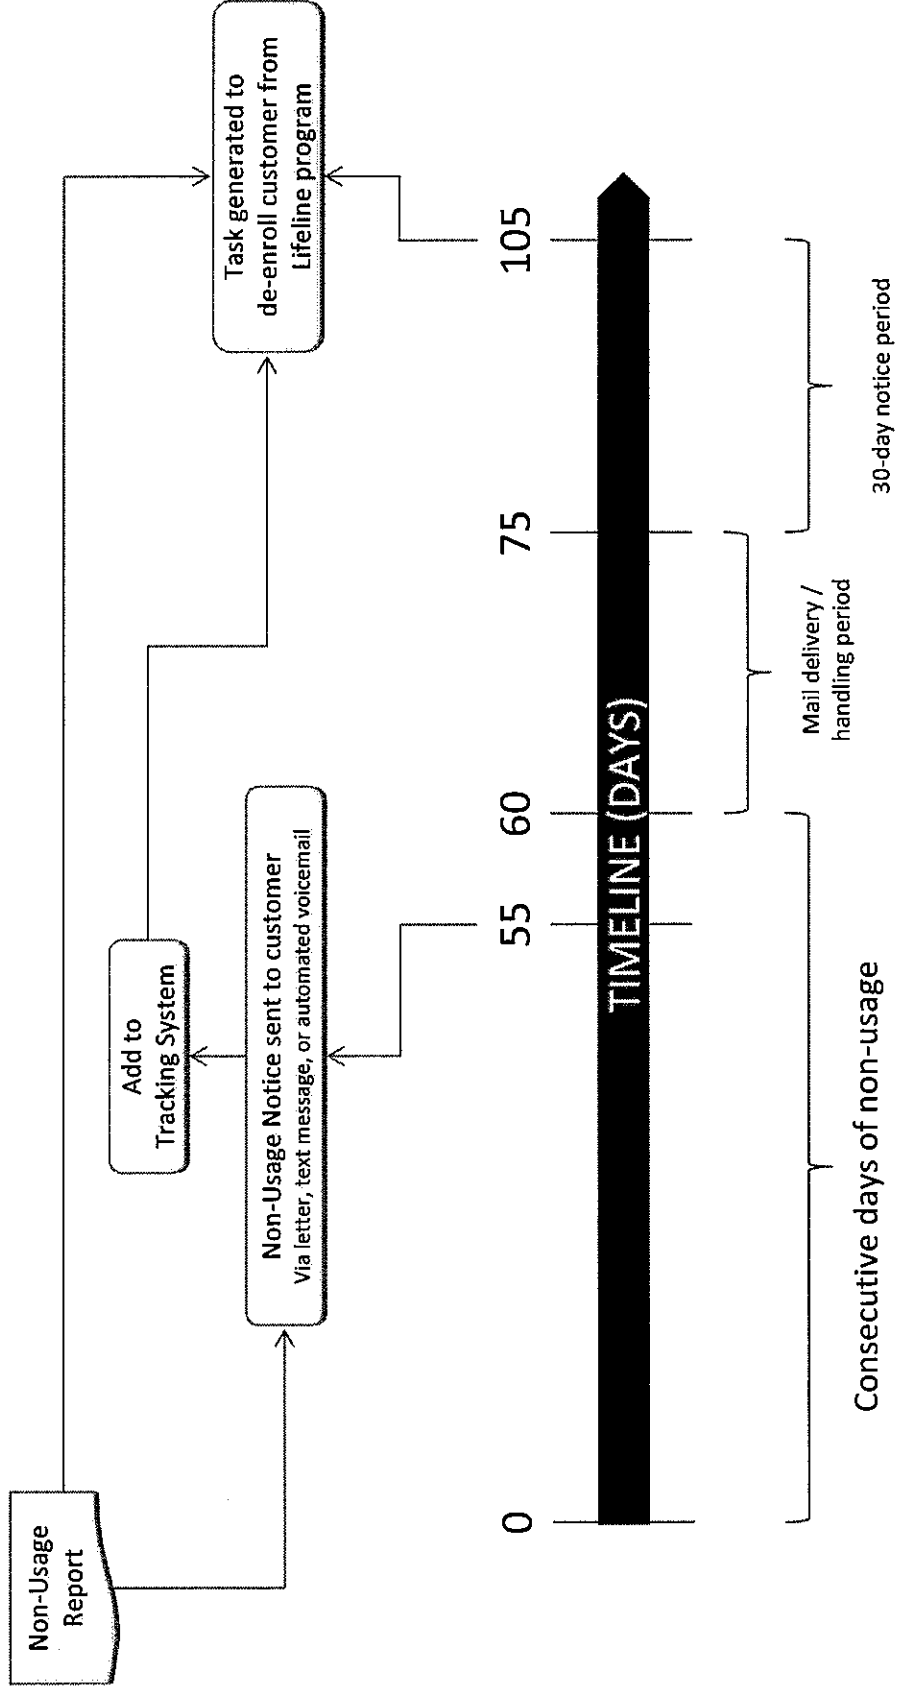 Non-Usage
Report
Add to
Tracking System
Non-Usage Notice sent to customer
Via letter, text message, or automated voicemail
Task generated to
de-enroll customer from
Lifeline program
0
55
60
75
105
TIMELINE (DAYS)
Consecutive days of non-usage
Mail delivery /
handling period
30-day notice period